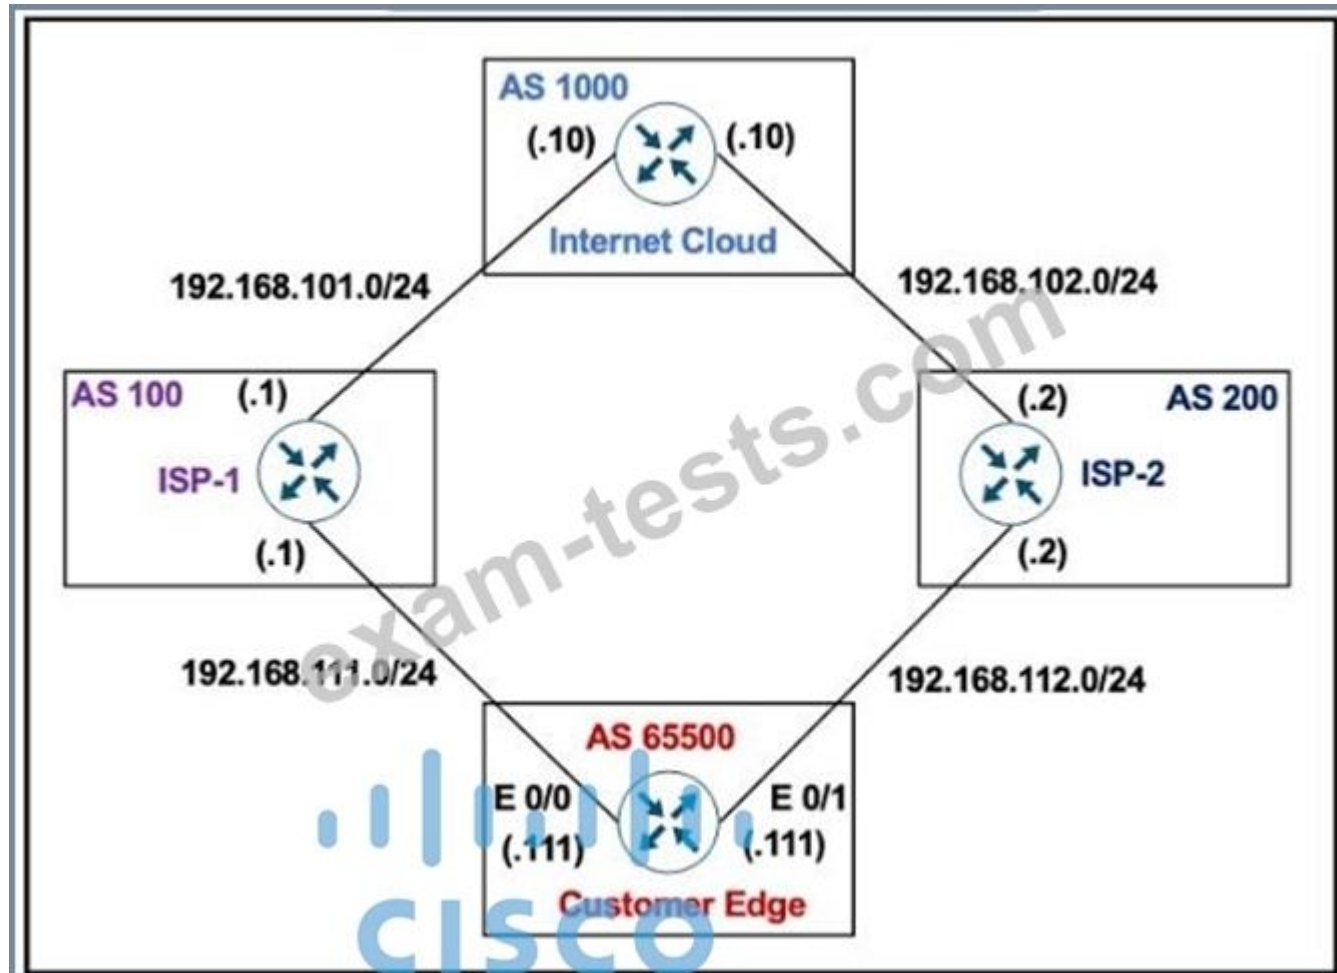 AS 1000
(.10) (.10)
Internet Cloud
192.168.101.0/24 192.168.102.0/24
AS 100 (.1) (.2) AS 200
ISP-1 ISP-2
(.1) (.2)
exam-tests.com
192.168.111.0/24 192.168.112.0/24
AS 65500
E 0/0 E 0/1
(.111) (.111)
Customer Edge
CISCO